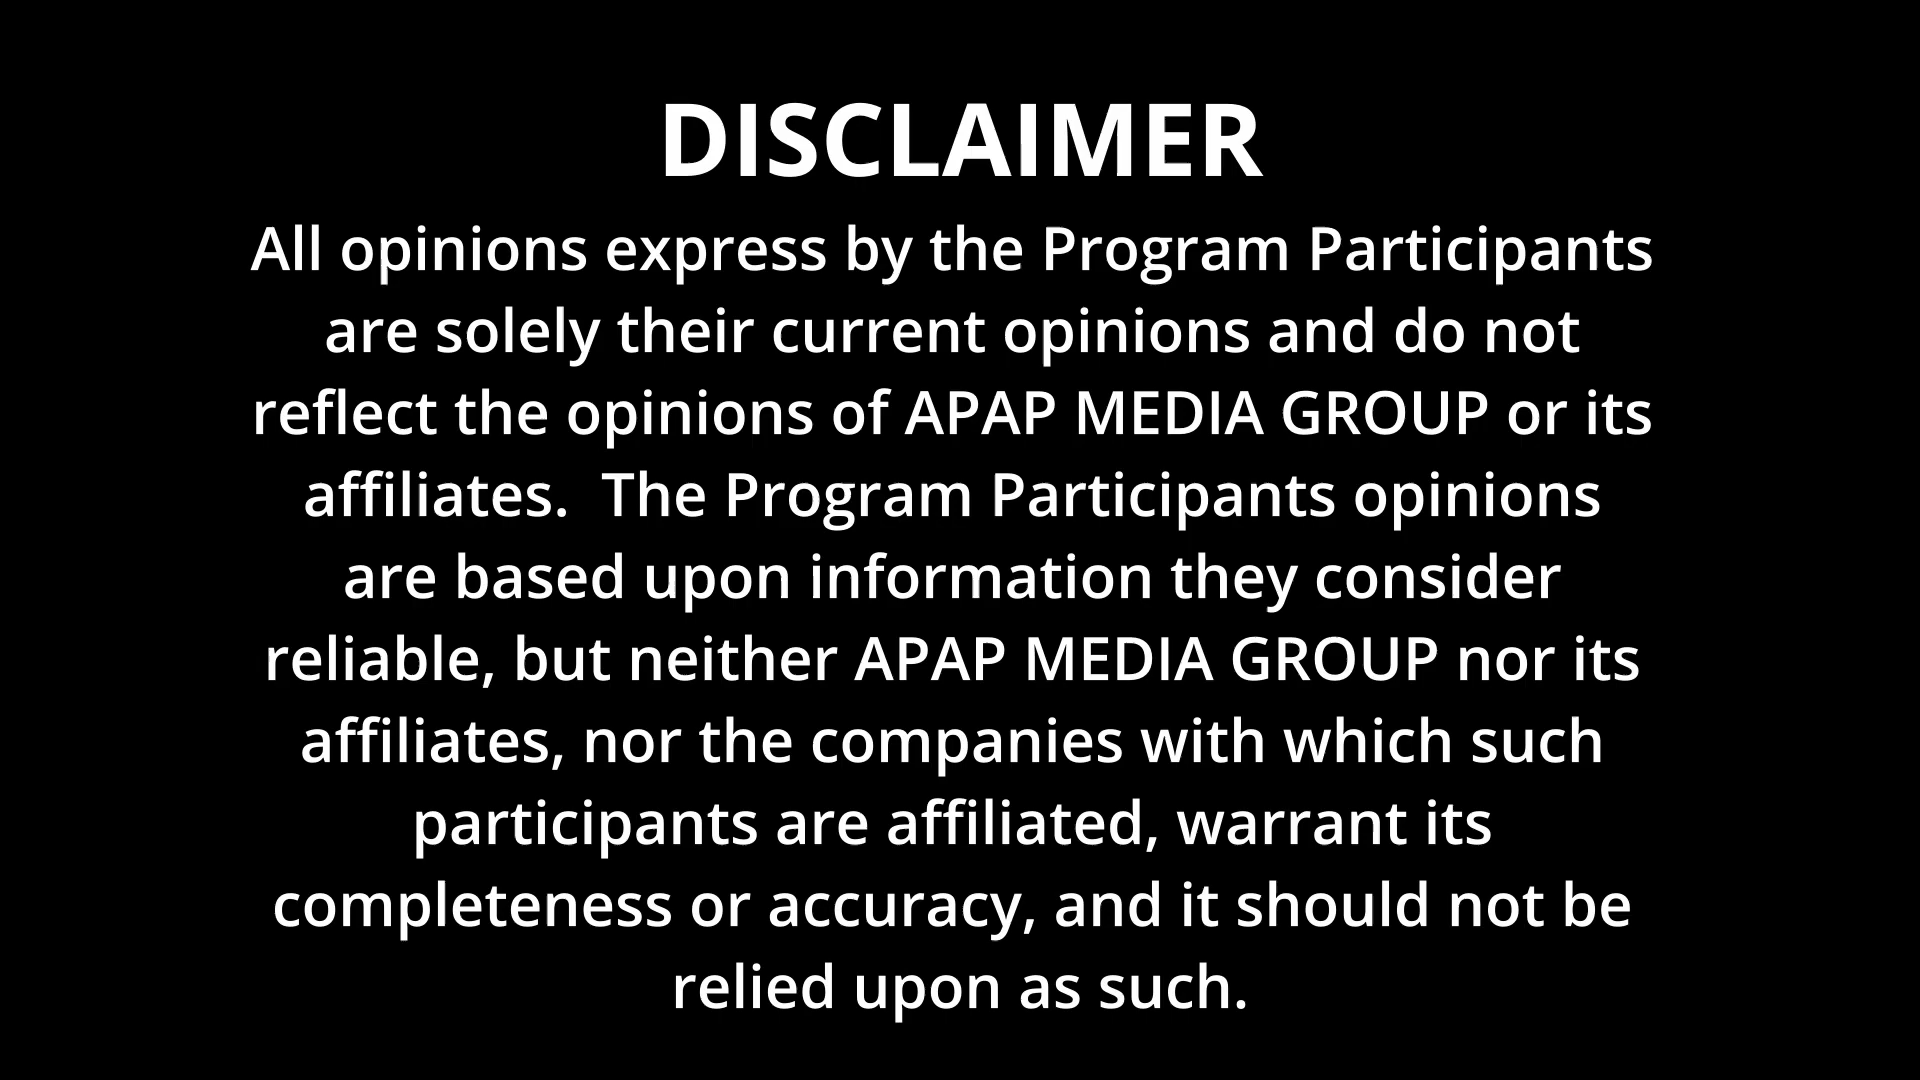 DISCLAIMER
All opinions express by the Program Participants
are solely their current opinions and do not
reflect the opinions of APAP MEDIA GROUP or its
affiliates.  The Program Participants opinions
are based upon information they consider
reliable, but neither APAP MEDIA GROUP nor its
affiliates, nor the companies with which such
participants are affiliated, warrant its
completeness or accuracy, and it should not be
relied upon as such.